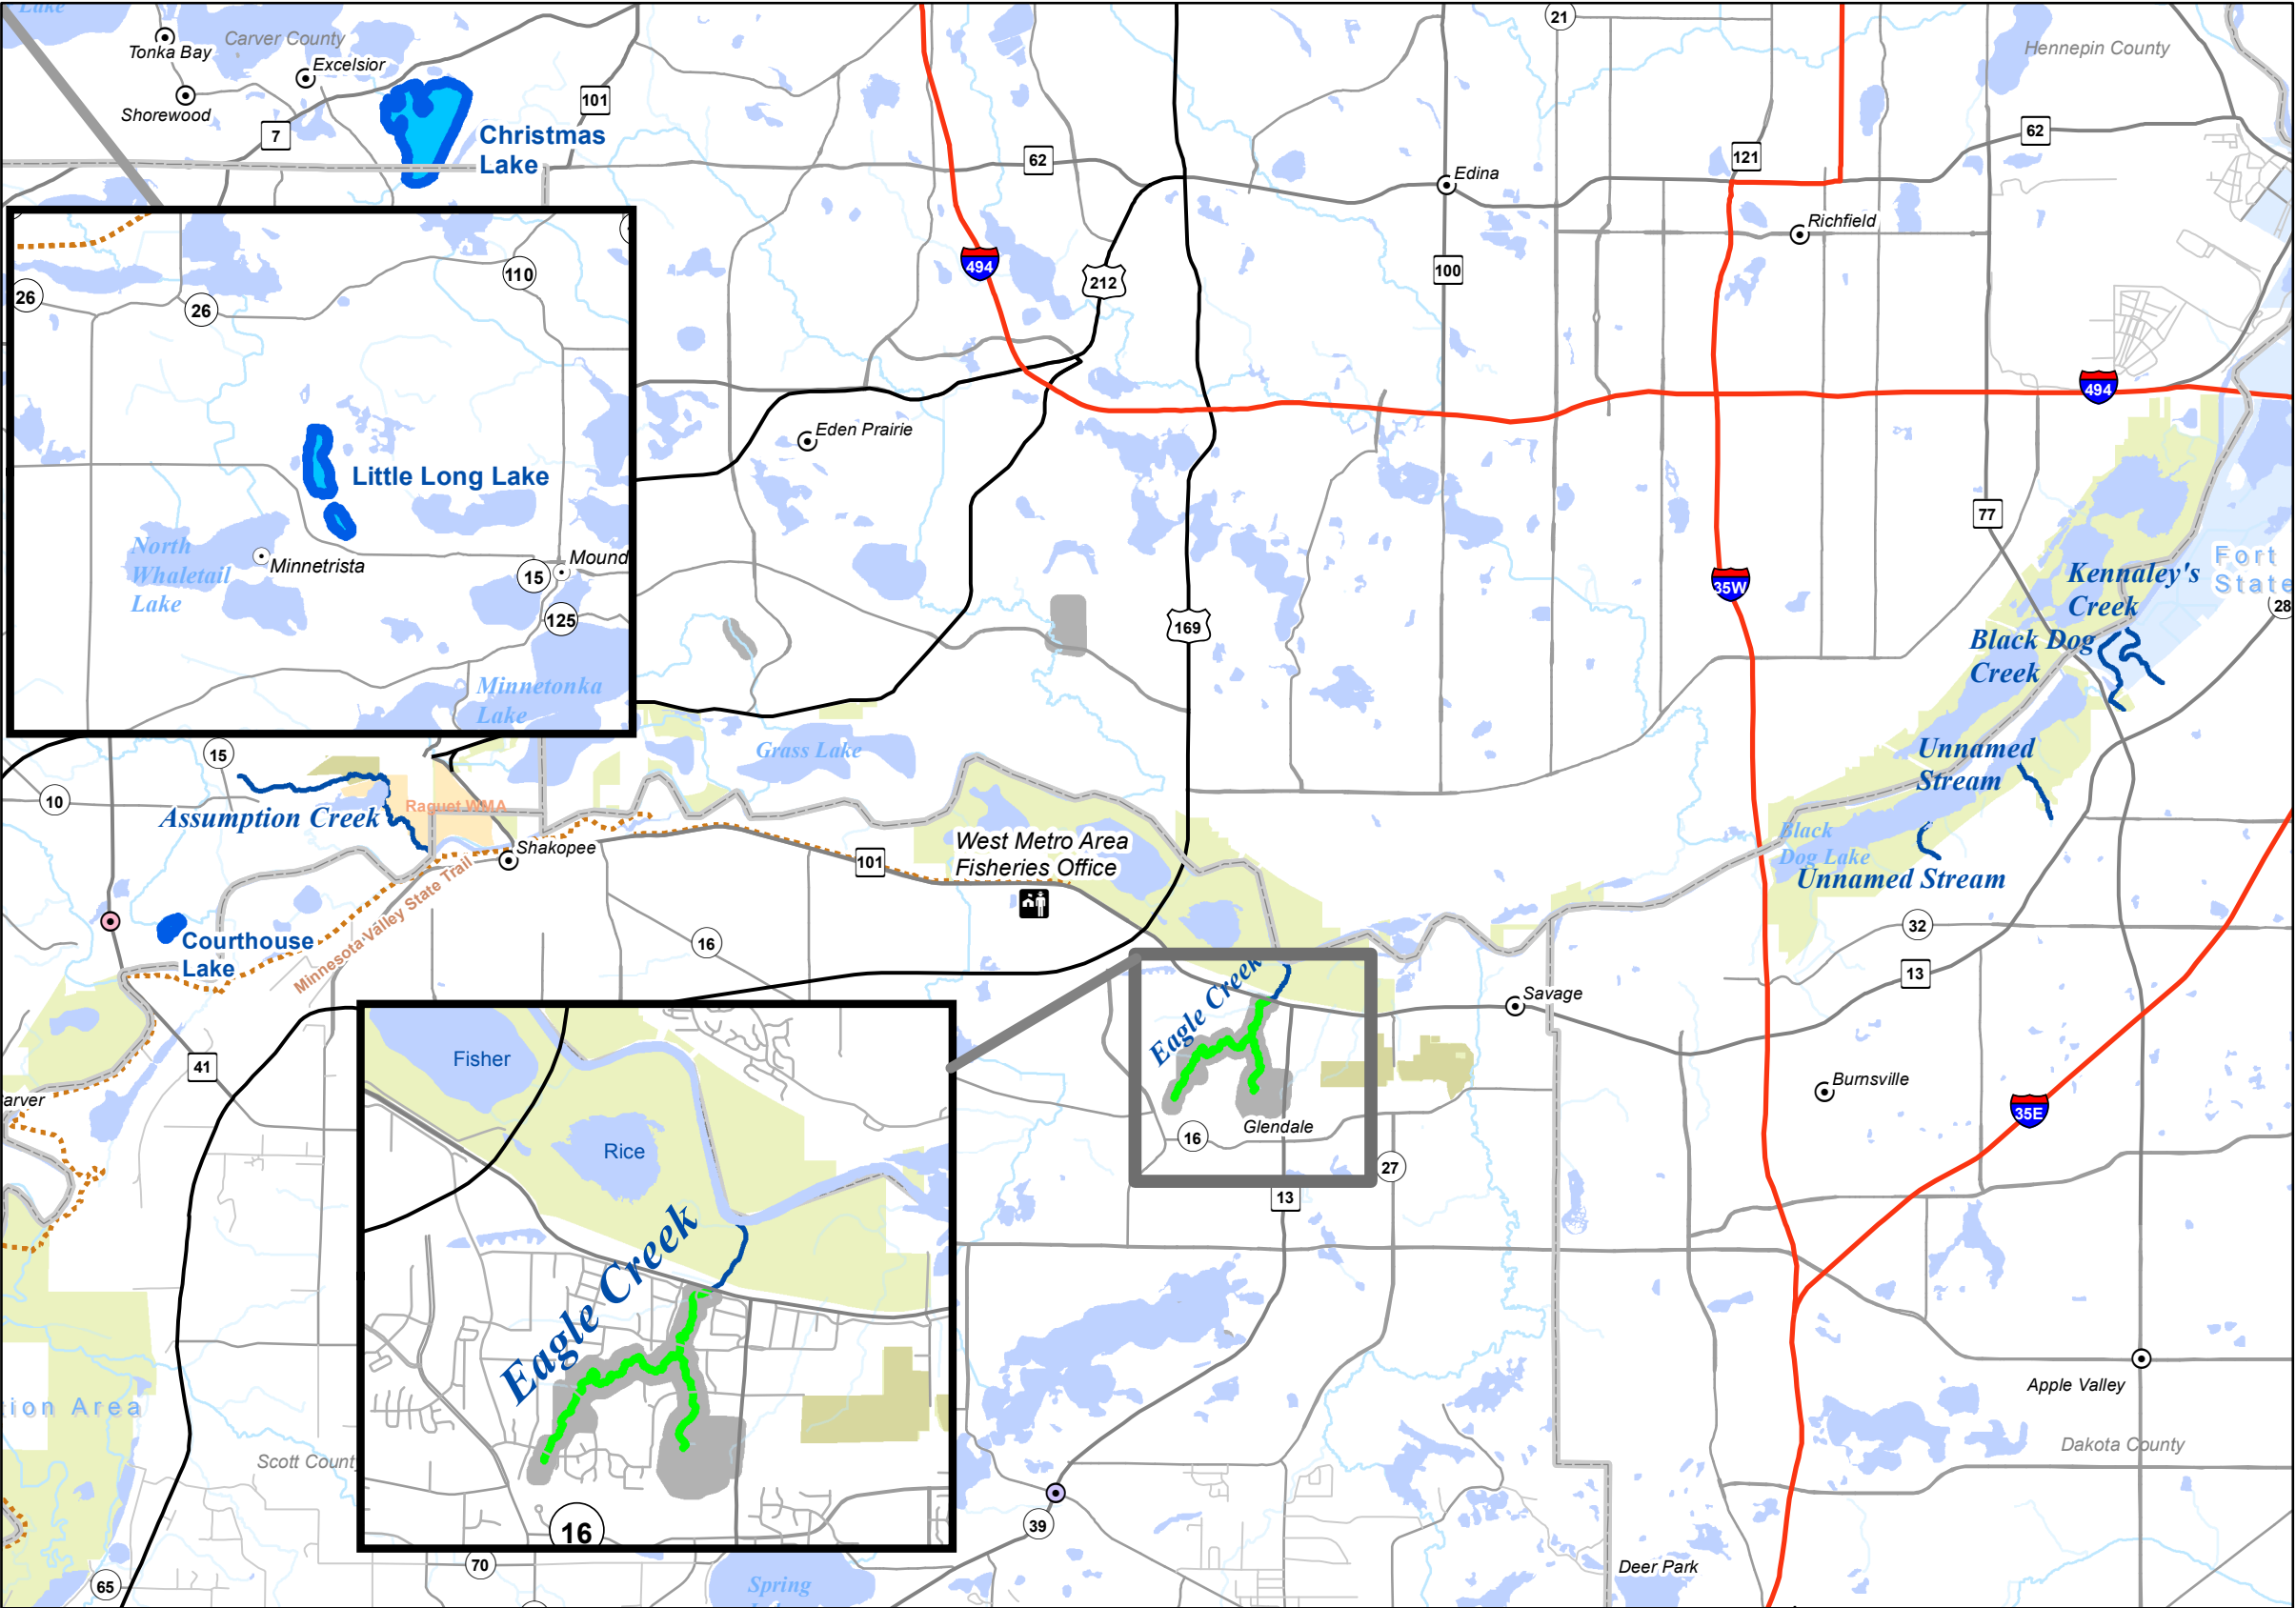 Lake
Tonka Bay
Carver County
Excelsior
Shorewood
7
101
Christmas
Lake
62
21
Hennepin County
62
121
Edina
Richfield
494
212
100
494
110
26
26
Little Long Lake
North
Whaletail
Lake
Minnetrista
Mound
15
125
Minnetonka
Lake
Eden Prairie
169
35W
77
Kennaley's
Creek
Fort
State
28
Black Dog
Creek
Unnamed
Stream
Black
Dog Lake
Unnamed Stream
Grass Lake
15
10
Assumption Creek
Raguet WMA
Shakopee
101
West Metro Area
Fisheries Office
Minnesota Valley State Trail
Courthouse
Lake
16
32
13
Savage
Eagle Creek
Glendale
16
27
13
Burnsville
35E
41
arver
Fisher
Rice
Eagle Creek
16
tion Area
Scott County
Apple Valley
Dakota County
39
70
65
Spring
Deer Park